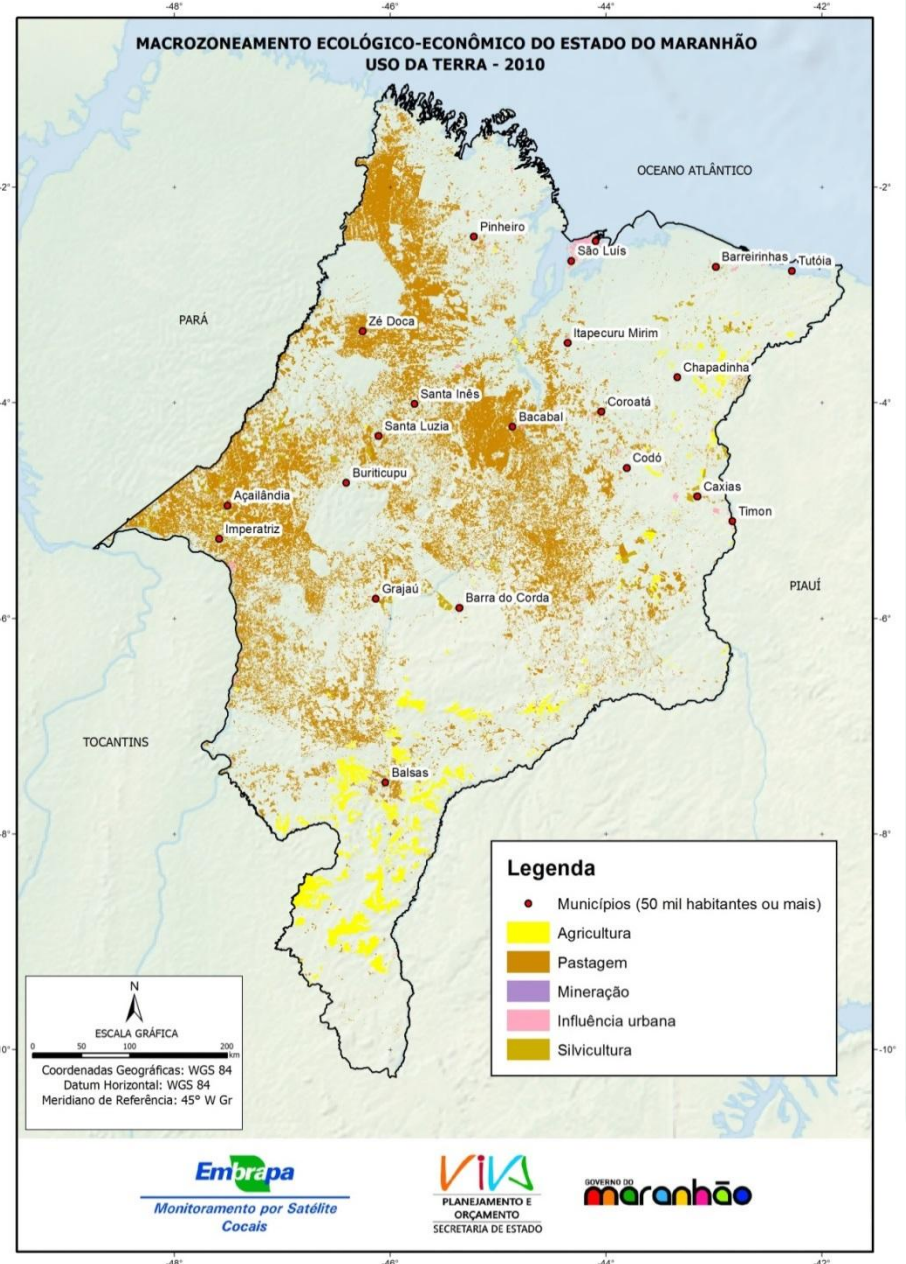 -48°
-46°
-44°
-42°
MACROZONEAMENTO ECOLÓGICO-ECONÔMICO DO ESTADO DO MARANHÃO
USO DA TERRA - 2010
OCEANO ATLÂNTICO
-2°
-2°
Pinheiro
São Luís
Barreirinhas
Tutóia
PARÁ
Zé Doca
Itapecuru Mirim
Chapadinha
-4°
-4°
Santa Inês
Coroatá
Bacabal
Santa Luzia
Codó
Buriticupu
Caxias
Açailândia
Timon
Imperatriz
PIAUÍ
Grajaú
Barra do Corda
-6°
-6°
TOCANTINS
Balsas
-8°
-8°
Legenda
Municípios (50 mil habitantes ou mais)
Agricultura
Pastagem
Mineração
Influência urbana
Silvicultura
N
ESCALA GRÁFICA
0 50 100 200
km
Coordenadas Geográficas: WGS 84
Datum Horizontal: WGS 84
Meridiano de Referência: 45° W Gr
-10°
-10°
Embrapa
Monitoramento por Satélite
Cocais
VIVA
PLANEJAMENTO E
ORÇAMENTO
SECRETARIA DE ESTADO
GOVERNO DO
maranhão
-48°
-46°
-44°
-42°